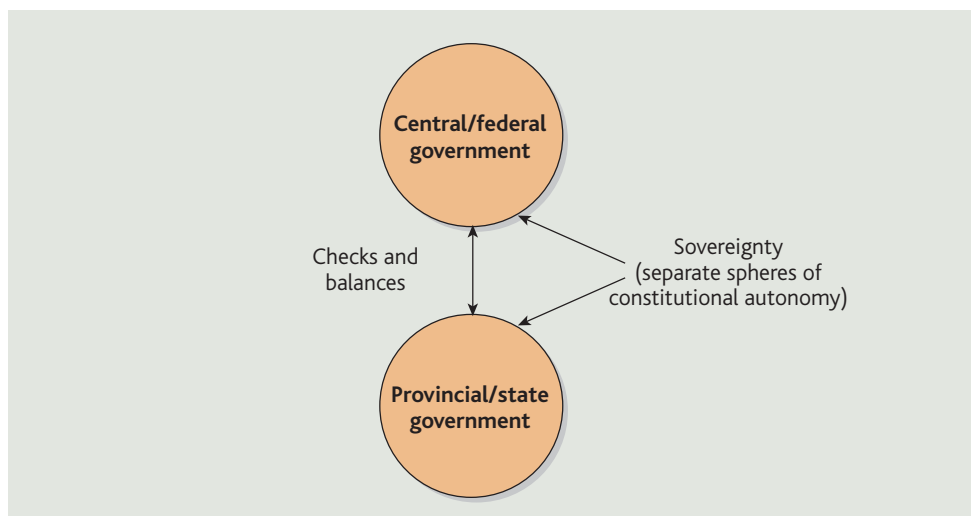 Central/federal
government
Checks and
balances
Sovereignty
(separate spheres of
constitutional autonomy)
Provincial/state
government